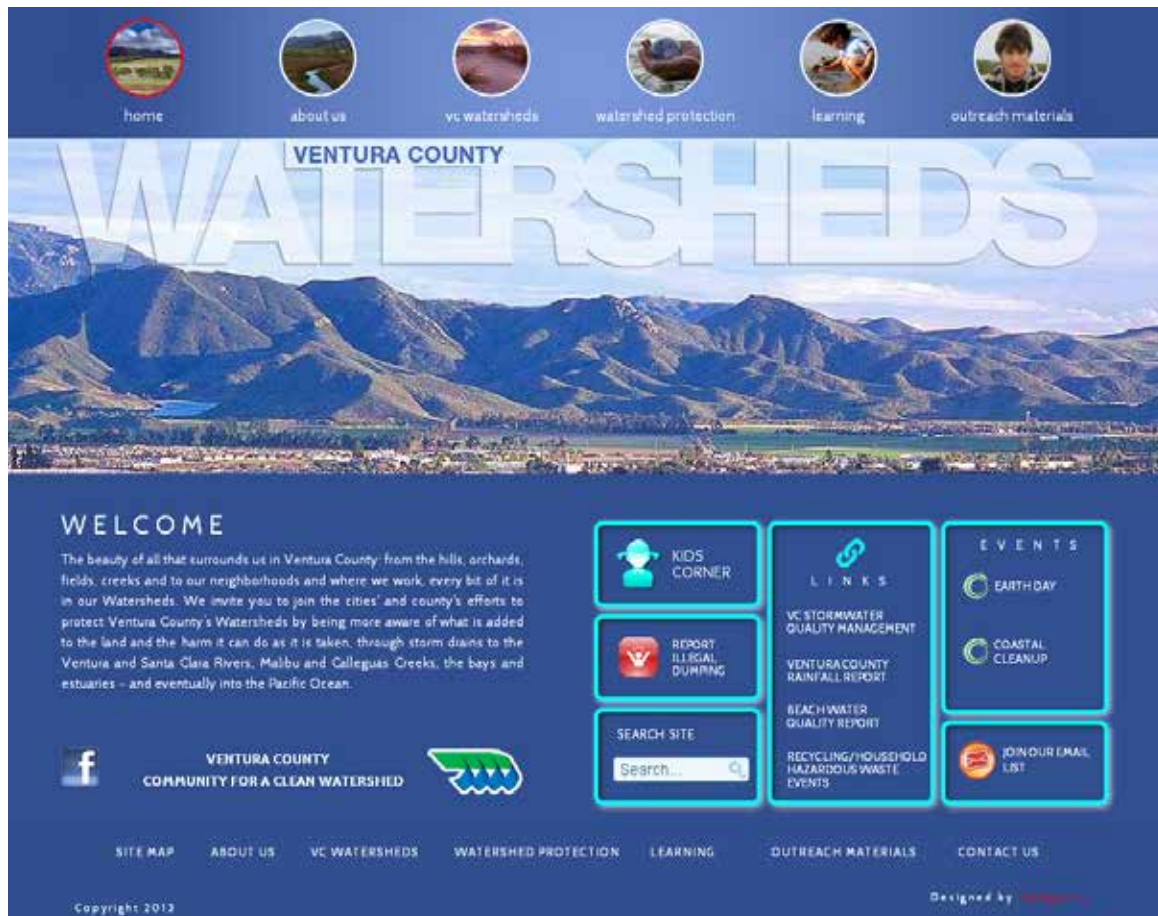 home
about us
vc watersheds
watershed protection
learning
outreach materials
VENTURA COUNTY
WATERSHEDS
WELCOME
The beauty of all that surrounds us in Ventura County from the hills, orchards,
fields, creeks and to our neighborhoods and where we work, every bit of it is
in our Watersheds. We invite you to join the cities' and county's efforts to
protect Ventura County's Watersheds by being more aware of what is added
to the land and the harm it can do as it is taken, through storm drains to the
Ventura and Santa Clara Rivers, Malibu and Calleguas Creeks, the bays and
estuaries – and eventually into the Pacific Ocean.
f
VENTURA COUNTY
COMMUNITY FOR A CLEAN WATERSHED
KIDS
CORNER
REPORT
ILLEGAL
DUMPING
SEARCH SITE
Search...
LINKS
VC STORMWATER
QUALITY MANAGEMENT
VENTURA COUNTY
RAINFALL REPORT
BEACH WATER
QUALITY REPORT
RECYCLING/HOUSEHOLD
HAZARDOUS WASTE
EVENTS
EVENTS
EARTH DAY
COASTAL
CLEANUP
JOIN OUR EMAIL
LIST
SITE MAP
ABOUT US
VC WATERSHEDS
WATERSHED PROTECTION
LEARNING
OUTREACH MATERIALS
CONTACT US
Copyright 2013
Designed by